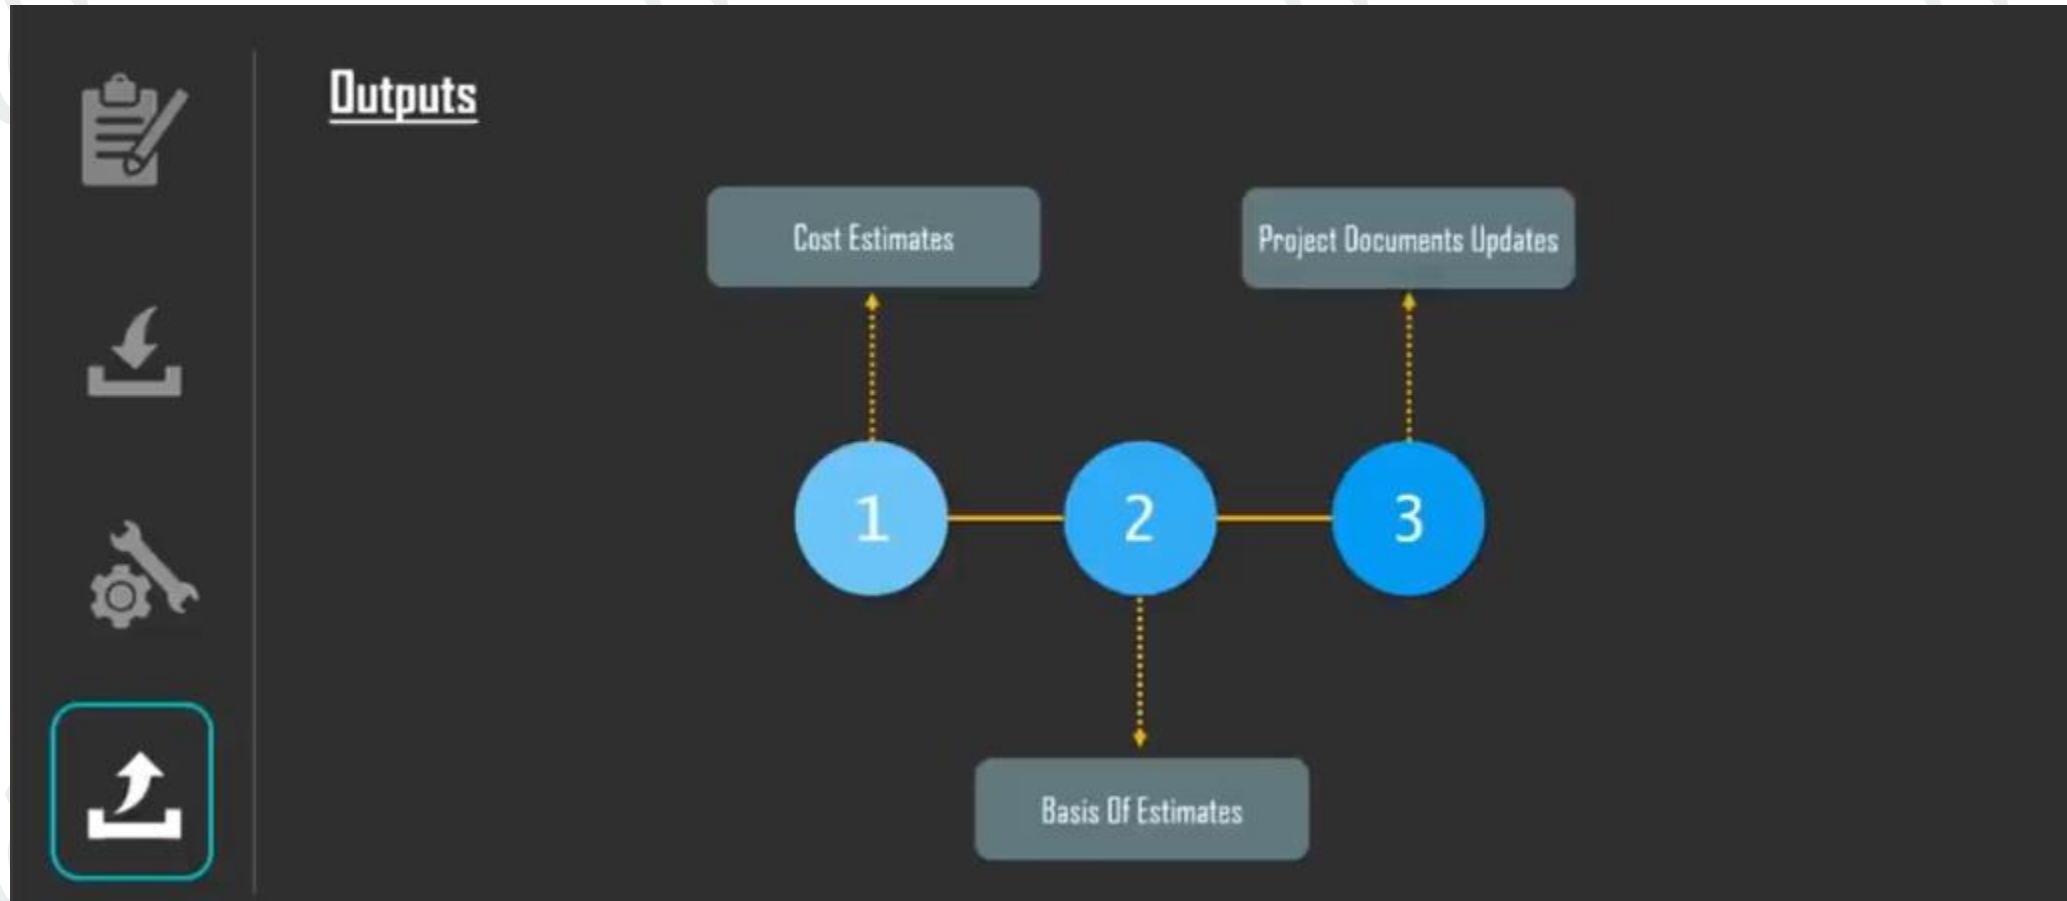 Outputs
Cost Estimates
Project Documents Updates
1
2
3
Basis Of Estimates